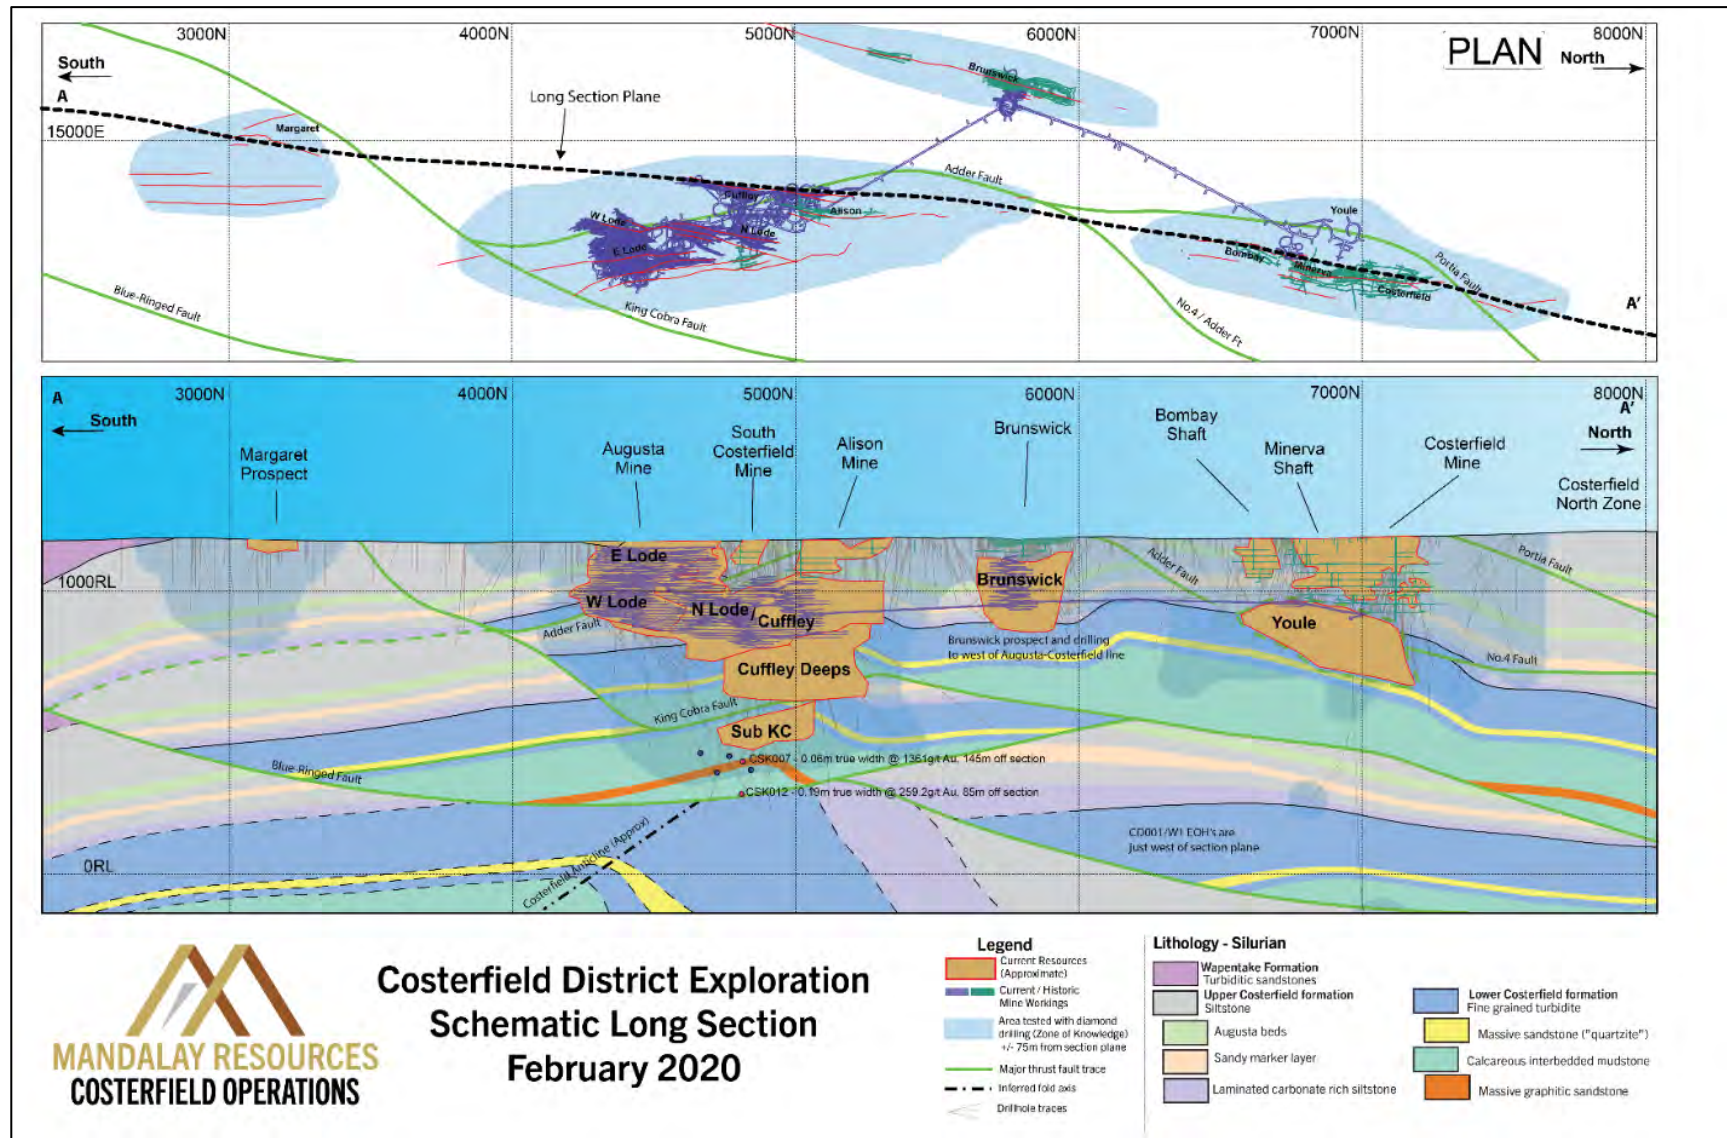 3000N
4000N
5000N
6000N
7000N
8000N
South
PLAN
North
A
Long Section Plane
15000E
Margaret
Brunswick
Adder Fault
Cuffley
Alison
W Lode
N Lode
E Lode
Youle
Bombay
Minerva
Costerfield
Portia Fault
Blue-Ringed Fault
King Cobra Fault
No.4 / Adder Ft
A'
A
3000N
4000N
5000N
6000N
7000N
8000N
A'
South
North
Margaret
Prospect
Augusta
Mine
South
Costerfield
Mine
Alison
Mine
Brunswick
Bombay
Shaft
Minerva
Shaft
Costerfield
Mine
Costerfield
North Zone
1000RL
E Lode
W Lode
N Lode/
Cuffley
Brunswick
Adder Fault
Portia Fault
Youle
Adder Fault
Brunswick prospect and drilling
to west of Augusta-Costerfield line
No.4 Fault
Cuffley Deeps
King Cobra Fault
Sub KC
Blue-Ringed Fault
CSK007 - 0.06m true width @ 1361g/t Au, 145m off section
CSK012 - 0.19m true width @ 259.2g/t Au, 85m off section
CD001/W1 EOH's are
just west of section plane
0RL
Costerfield Anticline (Approx)
MANDALAY RESOURCES
COSTERFIELD OPERATIONS
Costerfield District Exploration
Schematic Long Section
February 2020
Legend
Current Resources
(Approximate)
Current / Historic
Mine Workings
Area tested with diamond
drilling (Zone of Knowledge)
+/- 75m from section plane
Major thrust fault trace
Inferred fold axis
Drillhole traces
Lithology - Silurian
Wapentake Formation
Turbiditic sandstones
Upper Costerfield formation
Siltstone
Augusta beds
Sandy marker layer
Laminated carbonate rich siltstone
Lower Costerfield formation
Fine grained turbidite
Massive sandstone ("quartzite")
Calcareous interbedded mudstone
Massive graphitic sandstone